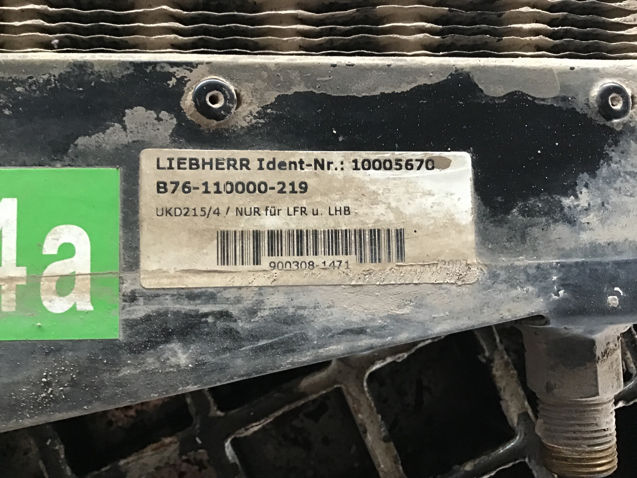 LIEBHERR Ident-Nr.: 10005670
B76-110000-219
UKD215/4 / NUR für LFR u. LHB
900308-1471
4a